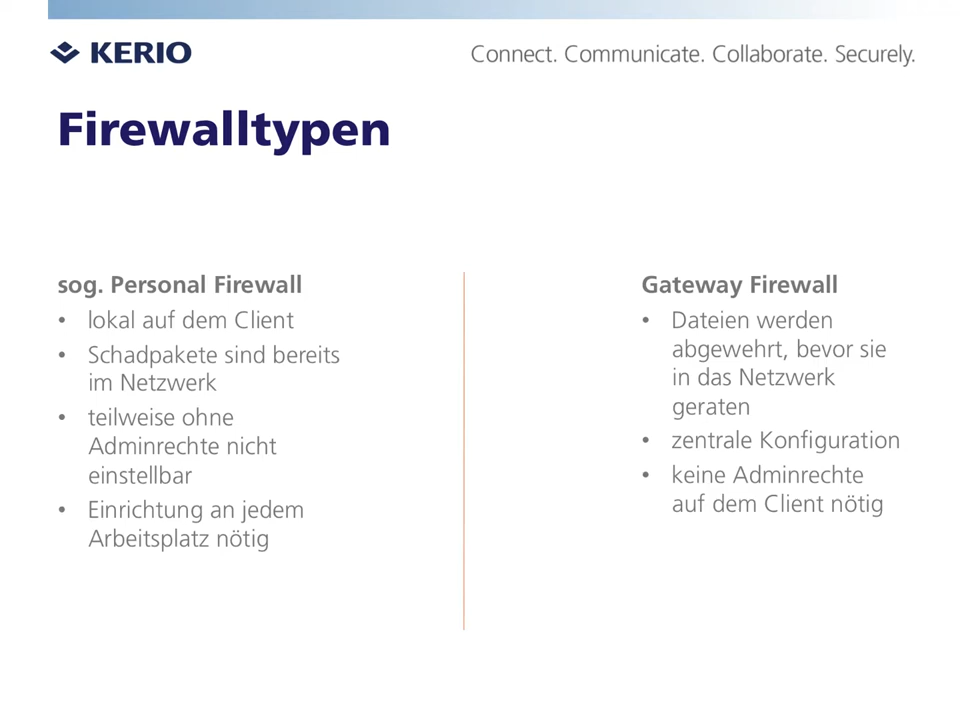 KERIO
Connect. Communicate. Collaborate. Securely.
Firewalltypen
sog. Personal Firewall
• lokal auf dem Client
• Schadpakete sind bereits
im Netzwerk
• teilweise ohne
Adminrechte nicht
einstellbar
• Einrichtung an jedem
Arbeitsplatz nötig
Gateway Firewall
• Dateien werden
abgewehrt, bevor sie
in das Netzwerk
geraten
• zentrale Konfiguration
• keine Adminrechte
auf dem Client nötig